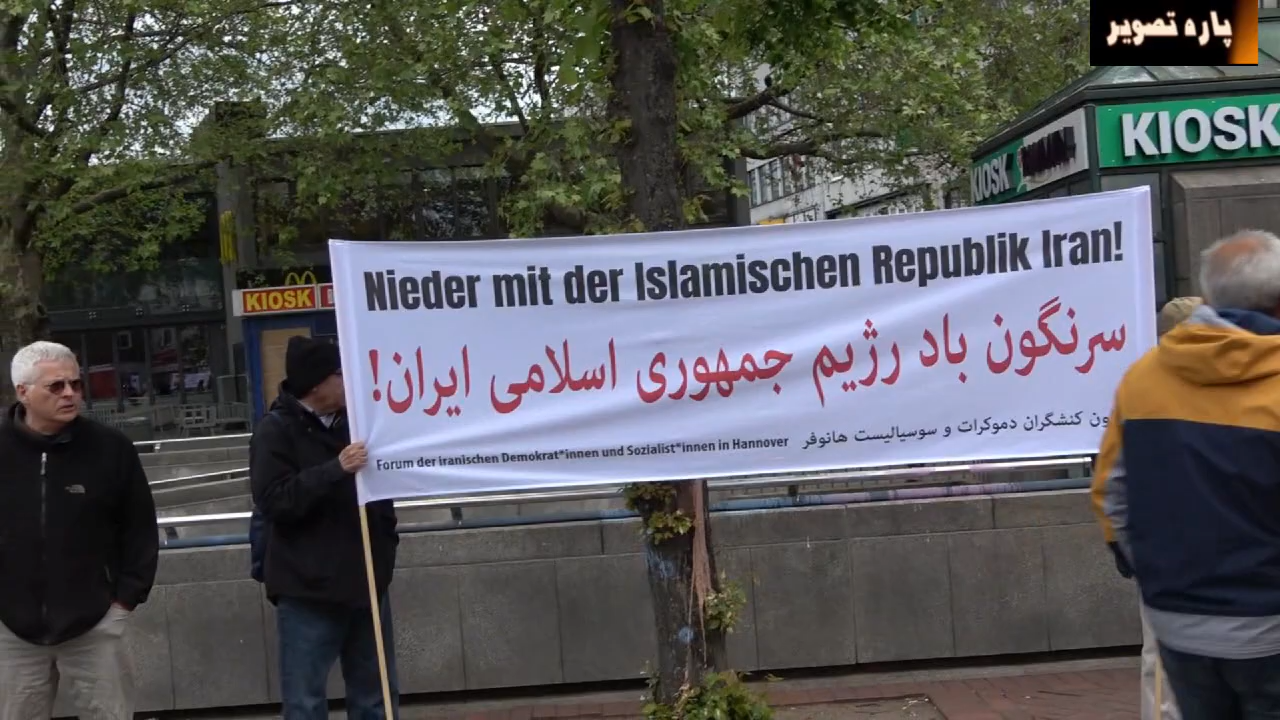 پاره تصویر
KIOSK
KIOSK
KIOSK
Nieder mit der Islamischen Republik Iran!
سرنگون باد رژیم جمهوری اسلامی ایران!
کنشگران دموکرات و سوسیالیست هانوفر
Forum der iranischen Demokrat*innen und Sozialist*innen in Hannover